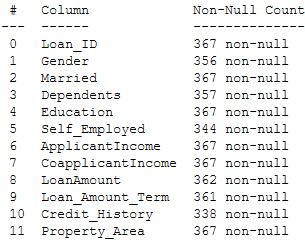 #   Column             Non-Null Count
---  ------             --------------
0   Loan_ID            367 non-null
1   Gender             356 non-null
2   Married            367 non-null
3   Dependents         357 non-null
4   Education          367 non-null
5   Self_Employed      344 non-null
6   ApplicantIncome    367 non-null
7   CoapplicantIncome  367 non-null
8   LoanAmount         362 non-null
9   Loan_Amount_Term   361 non-null
10  Credit_History     338 non-null
11  Property_Area      367 non-null